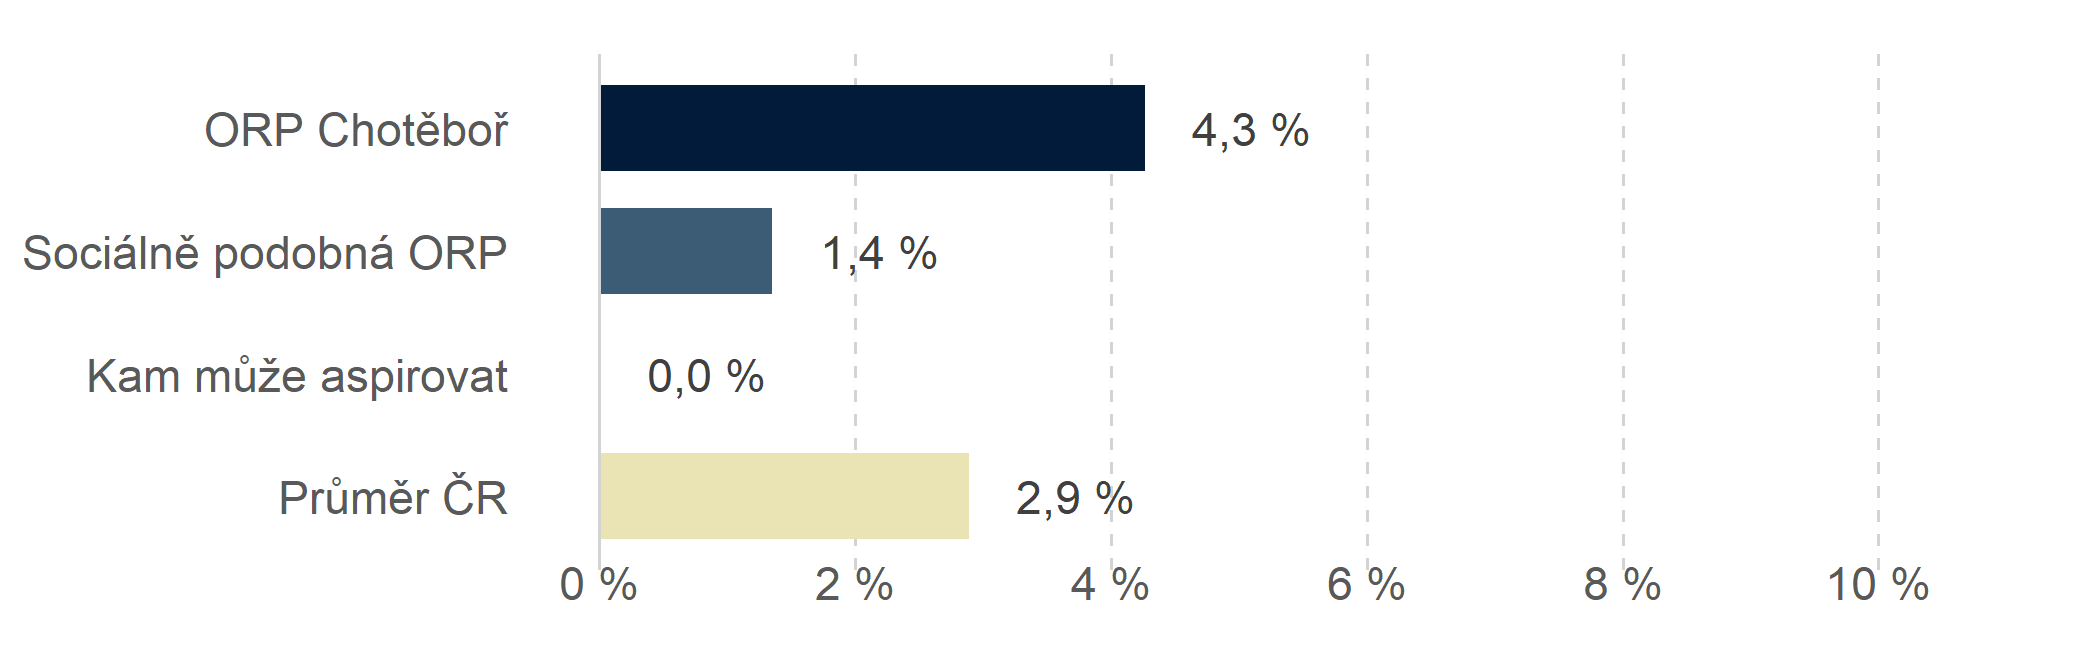 ORP Chotěboř
4,3 %
Sociálně podobná ORP
1,4 %
Kam může aspirovat
0,0 %
Průměr ČR
2,9 %
0 %
2 %
4 %
6 %
8 %
10 %